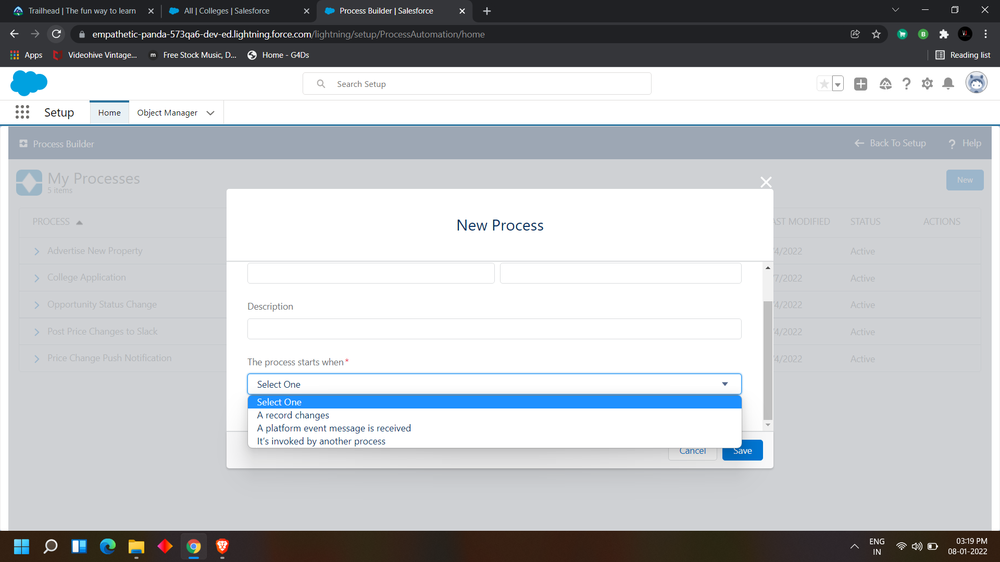 Trailhead | The fun way to learn
All | Colleges | Salesforce
Process Builder | Salesforce
empathetic-panda-573qa6-dev-ed.lightning.force.com/lightning/setup/ProcessAutomation/home
Apps
Videohive Vintage...
Free Stock Music, D...
Home - G4Ds
Reading list
Search Setup
Setup
Home
Object Manager
Process Builder
Back To Setup
Help
My Processes
5 items
New
New Process
PROCESS
AST MODIFIED
STATUS
ACTIONS
Advertise New Property
/4/2022
Active
College Application
/7/2022
Active
Opportunity Status Change
/4/2022
Active
Post Price Changes to Slack
/4/2022
Active
Price Change Push Notification
/4/2022
Active
Description
The process starts when*
Select One
Select One
A record changes
A platform event message is received
It's invoked by another process
Cancel
Save
ENG
IN
03:19 PM
08-01-2022